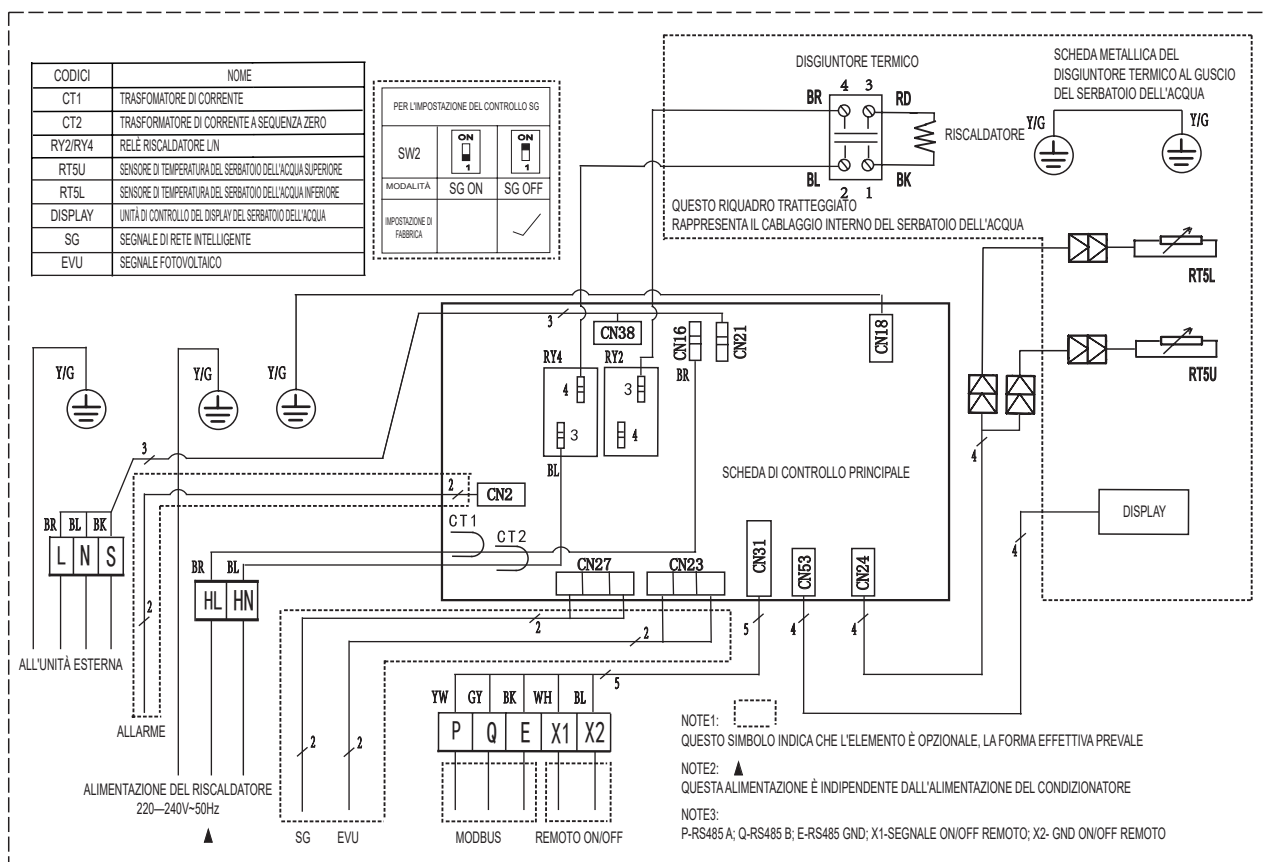 CODICI NOME
CT1 TRASFOMATORE DI CORRENTE
CT2 TRASFORMATORE DI CORRENTE A SEQUENZA ZERO
RY2/RY4 RELÈ RISCALDATORE L/N
RT5U SENSORE DI TEMPERATURA DEL SERBATOIO DELL'ACQUA SUPERIORE
RT5L SENSORE DI TEMPERATURA DEL SERBATOIO DELL'ACQUA INFERIORE
DISPLAY UNITÀ DI CONTROLLO DEL DISPLAY DEL SERBATOIO DELL'ACQUA
SG SEGNALE DI RETE INTELLIGENTE
EVU SEGNALE FOTOVOLTAICO
PER L'IMPOSTAZIONE DEL CONTROLLO SG
SW2
ON
1
ON
1
MODALITÀ SG ON SG OFF
IMPOSTAZIONE DI
FABBRICA
DISGIUNTORE TERMICO
4 3
BR RD
RISCALDATORE
BL BK
2 1
SCHEDA METALLICA DEL
DISGIUNTORE TERMICO AL GUSCIO
DEL SERBATOIO DELL'ACQUA
Y/G Y/G
QUESTO RIQUADRO TRATTEGGIATO
RAPPRESENTA IL CABLAGGIO INTERNO DEL SERBATOIO DELL'ACQUA
RT5L
RT5U
4
DISPLAY
4
3
CN38
CN16
CN21
CN18
RY4 RY2
BR
4 3
3 4
BL
SCHEDA DI CONTROLLO PRINCIPALE
Y/G Y/G Y/G
3
2
CN2
CT1
CT2
CN27
CN23
CN31
CN53
CN24
BR BL BK
L N S
BR BL
HL HN
2
2
2
5
4
4
ALL'UNITÀ ESTERNA
ALLARME
ALIMENTAZIONE DEL RISCALDATORE
220—240V~50Hz
▲
2
2
SG EVU
5
YW GY BK WH BL
P Q E X1 X2
MODBUS REMOTO ON/OFF
NOTE1:
QUESTO SIMBOLO INDICA CHE L'ELEMENTO È OPZIONALE, LA FORMA EFFETTIVA PREVALE
NOTE2: ▲
QUESTA ALIMENTAZIONE È INDIPENDENTE DALL'ALIMENTAZIONE DEL CONDIZIONATORE
NOTE3:
P-RS485 A; Q-RS485 B; E-RS485 GND; X1-SEGNALE ON/OFF REMOTO; X2- GND ON/OFF REMOTO